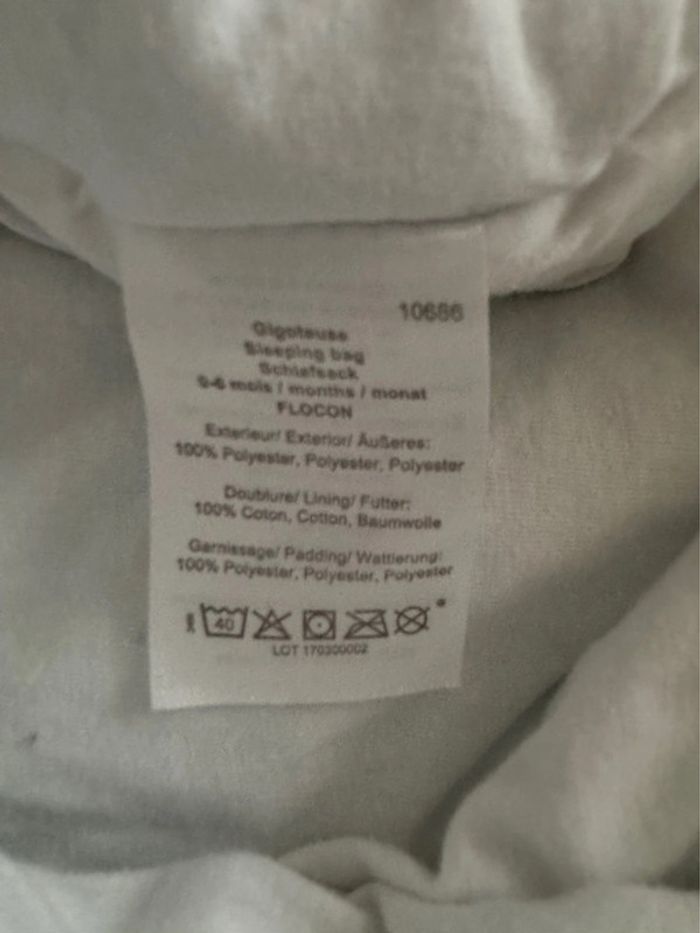 10686
Gigoteuse
Sleeping bag
Schlafsack
0-6 mois / months / monat
FLOCON
Exterieur/ Exterior/ Äußeres:
100% Polyester, Polyester, Polyester
Doublure/ Lining/ Futter:
100% Coton, Cotton, Baumwolle
Garnissage/ Padding/ Wattierung:
100% Polyester, Polyester, Polyester
40
LOT 170300002